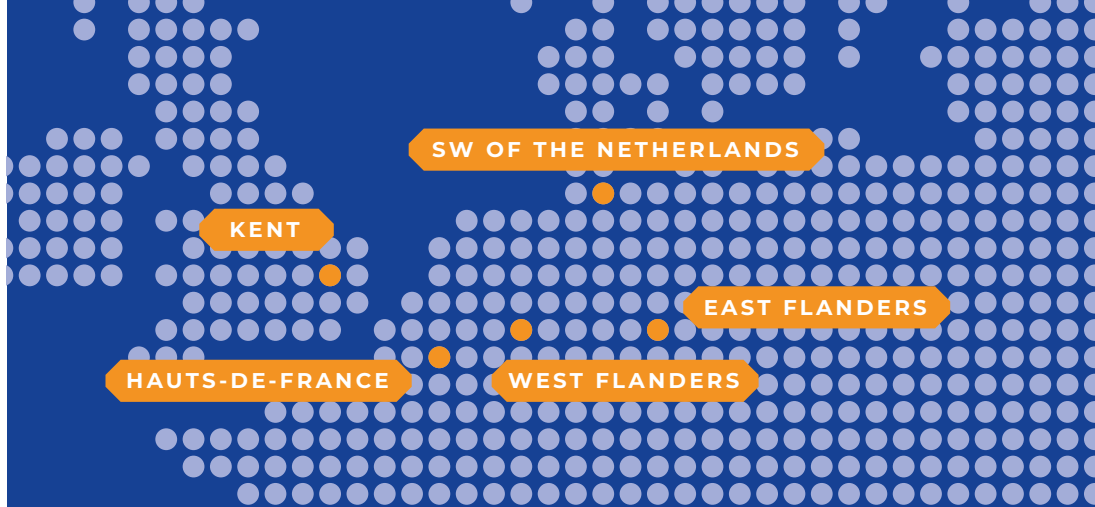 SW OF THE NETHERLANDS
KENT
EAST FLANDERS
HAUTS-DE-FRANCE
WEST FLANDERS